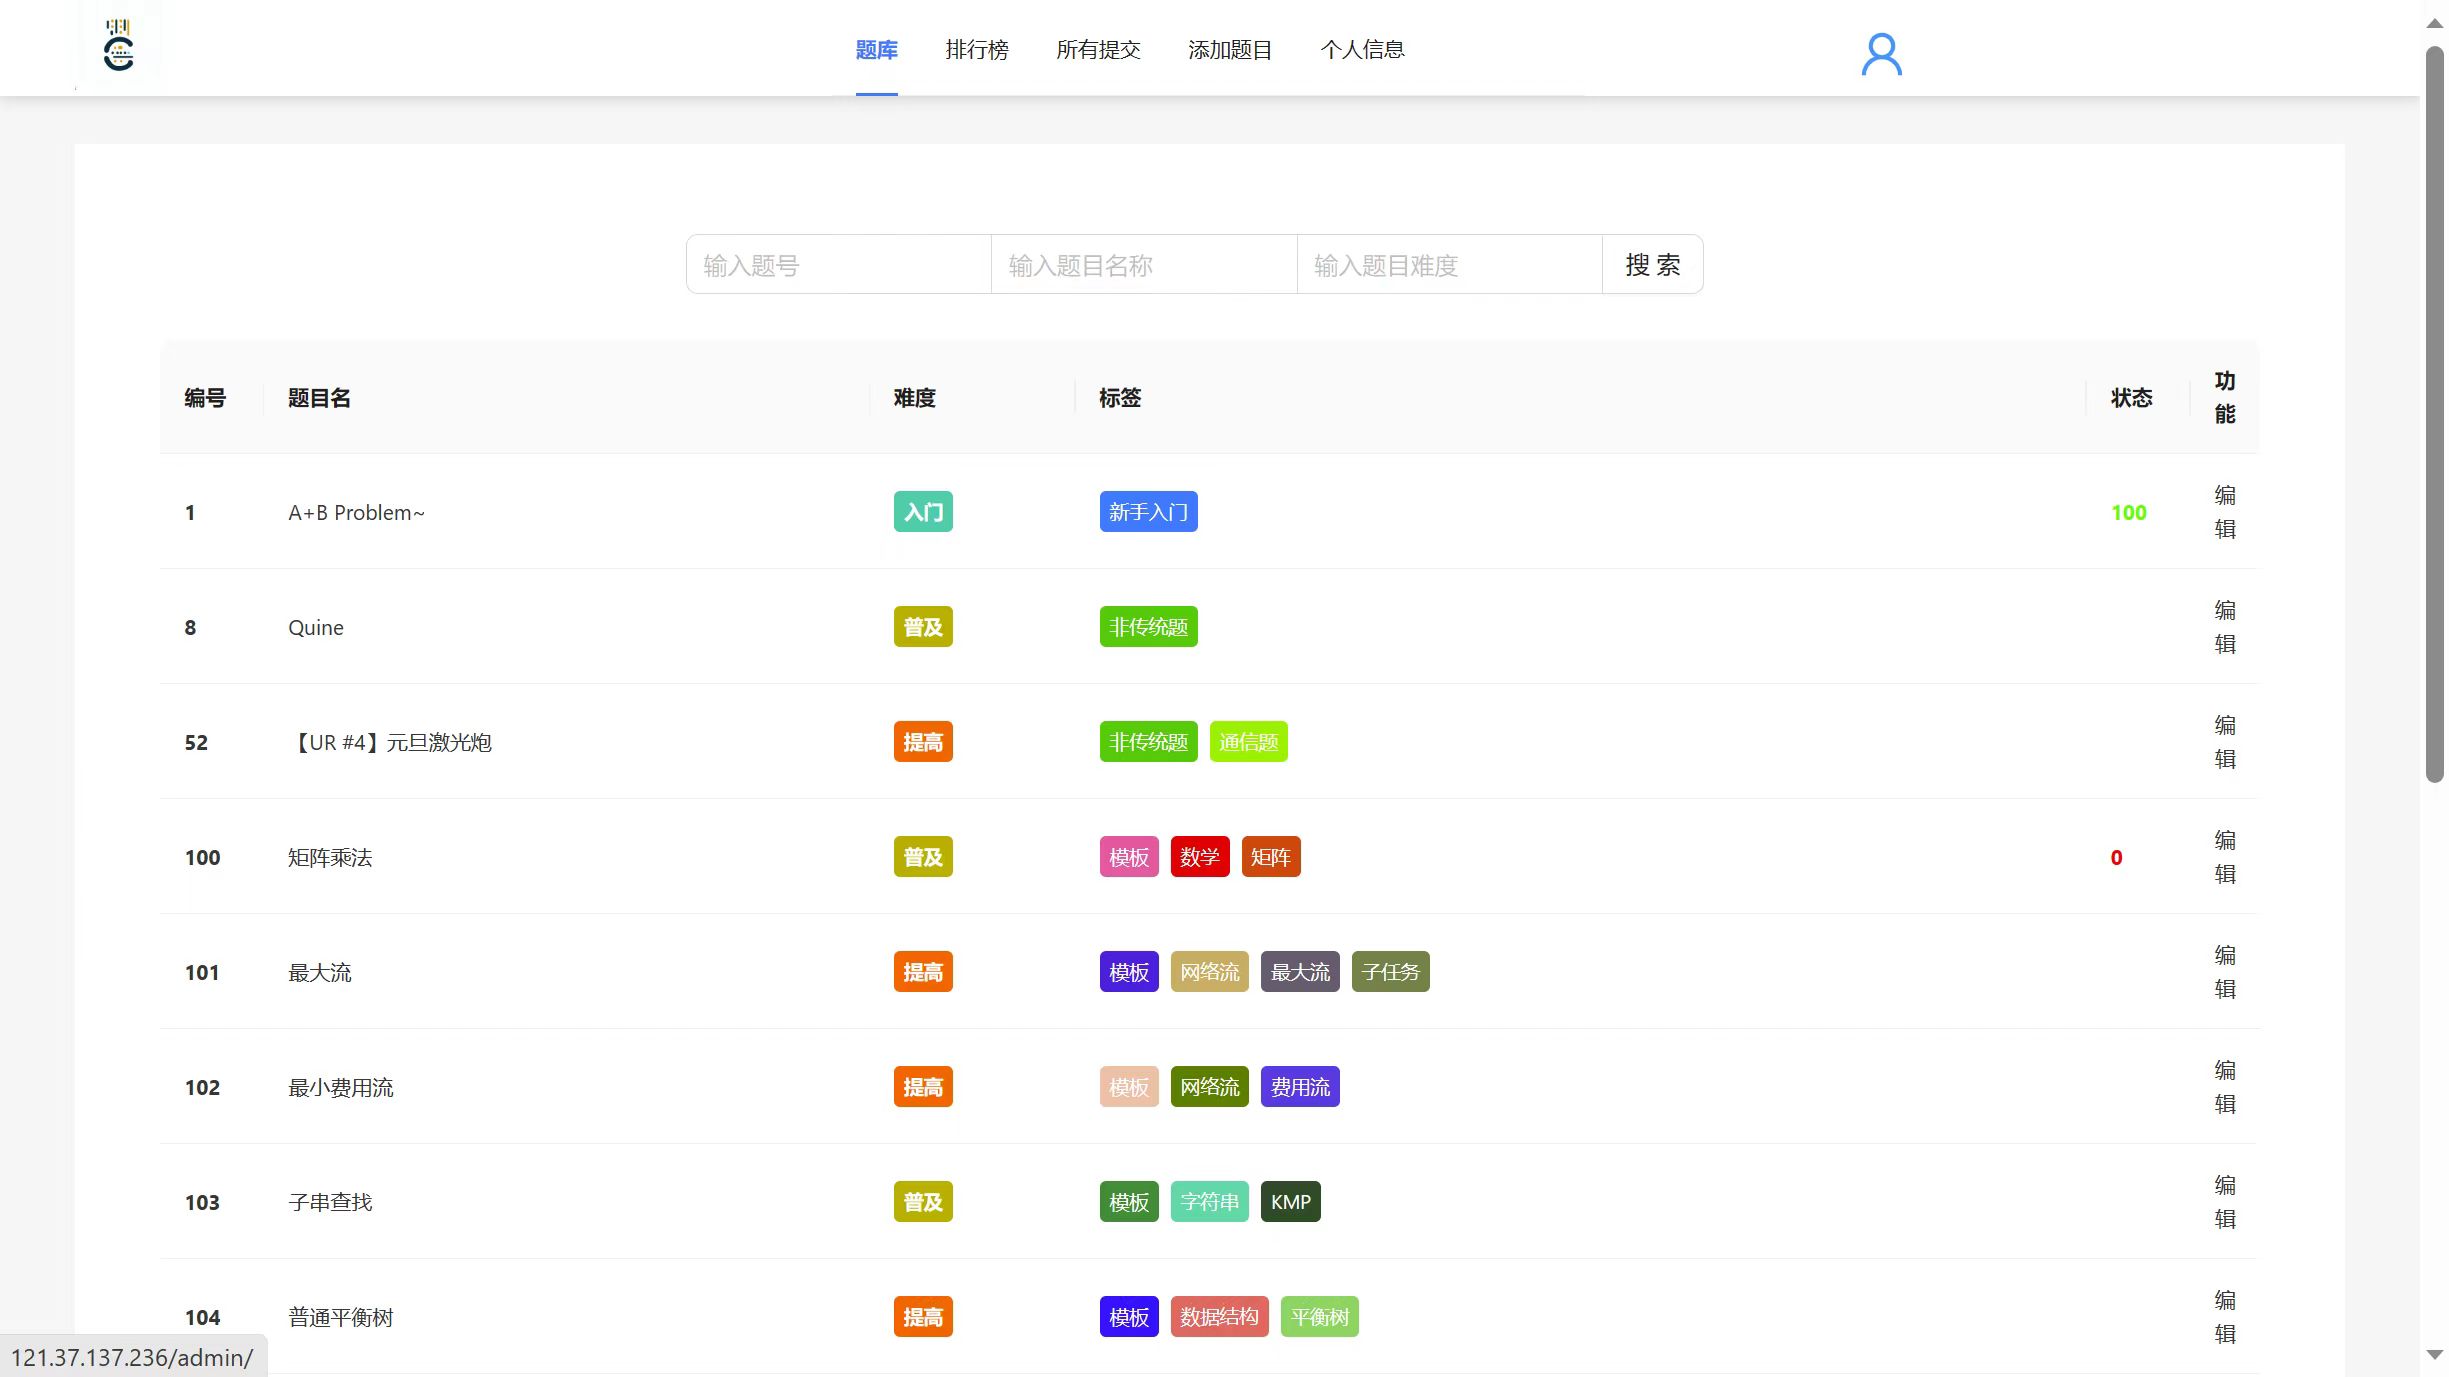 题库 排行榜 所有提交 添加题目 个人信息
输入题号 输入题目名称 输入题目难度 搜 索
编号 题目名 难度 标签 状态 功能
1 A+B Problem~ 入门 新手入门 100 编辑
8 Quine 普及 非传统题 编辑
52 【UR #4】元旦激光炮 提高 非传统题 通信题 编辑
100 矩阵乘法 普及 模板 数学 矩阵 0 编辑
101 最大流 提高 模板 网络流 最大流 子任务 编辑
102 最小费用流 提高 模板 网络流 费用流 编辑
103 子串查找 普及 模板 字符串 KMP 编辑
104 普通平衡树 提高 模板 数据结构 平衡树 编辑
121.37.137.236/admin/